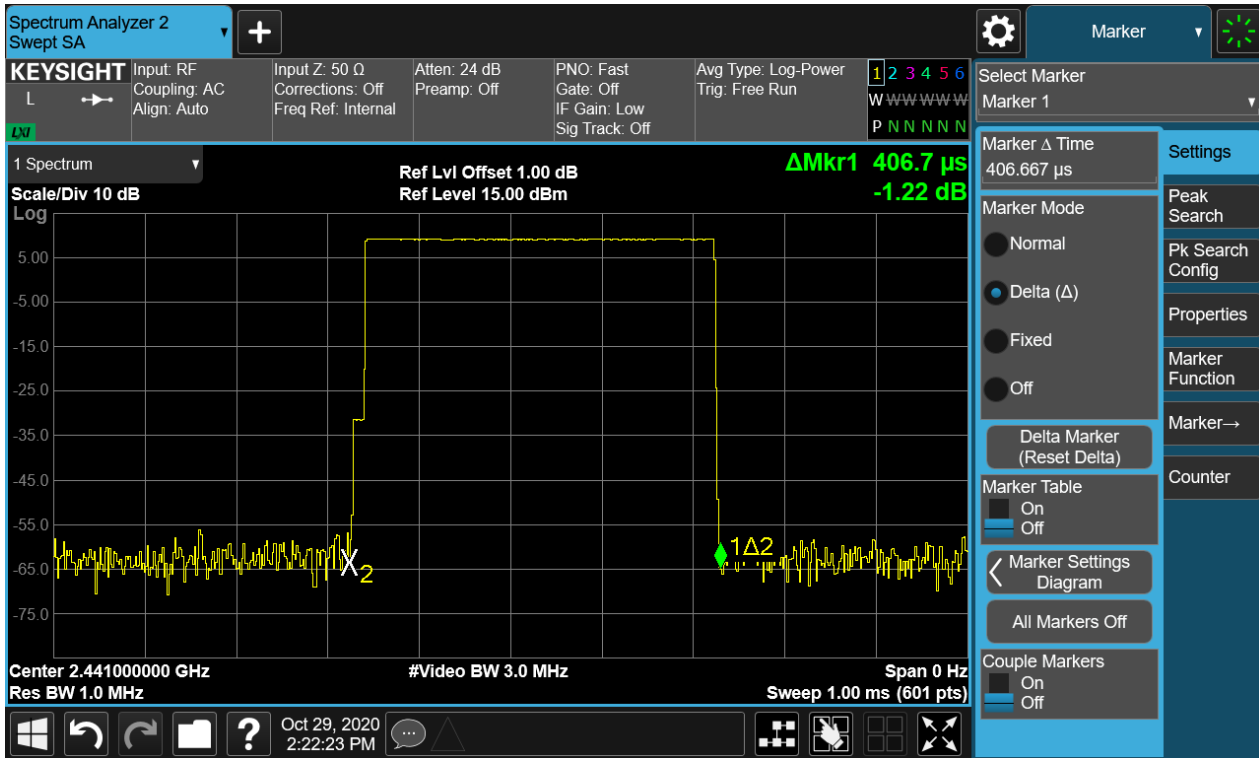 Spectrum Analyzer 2
Swept SA
+
Marker
KEYSIGHT
L
LXI
Input: RF
Coupling: AC
Align: Auto
Input Z: 50 Ω
Corrections: Off
Freq Ref: Internal
Atten: 24 dB
Preamp: Off
PNO: Fast
Gate: Off
IF Gain: Low
Sig Track: Off
Avg Type: Log-Power
Trig: Free Run
1 2 3 4 5 6
W W W W W W
P N N N N N
Select Marker
Marker 1
1 Spectrum
Scale/Div 10 dB
Log
Ref Lvl Offset 1.00 dB
Ref Level 15.00 dBm
ΔMkr1 406.7 µs
-1.22 dB
5.00
-5.00
-15.0
-25.0
-35.0
-45.0
-55.0
-65.0
-75.0
X2
1Δ2
Center 2.441000000 GHz
Res BW 1.0 MHz
#Video BW 3.0 MHz
Span 0 Hz
Sweep 1.00 ms (601 pts)
Marker Δ Time
406.667 µs
Marker Mode
Normal
Delta (Δ)
Fixed
Off
Delta Marker
(Reset Delta)
Marker Table
On
Off
Marker Settings
Diagram
All Markers Off
Couple Markers
On
Off
Settings
Peak
Search
Pk Search
Config
Properties
Marker
Function
Marker→
Counter
?
Oct 29, 2020
2:22:23 PM